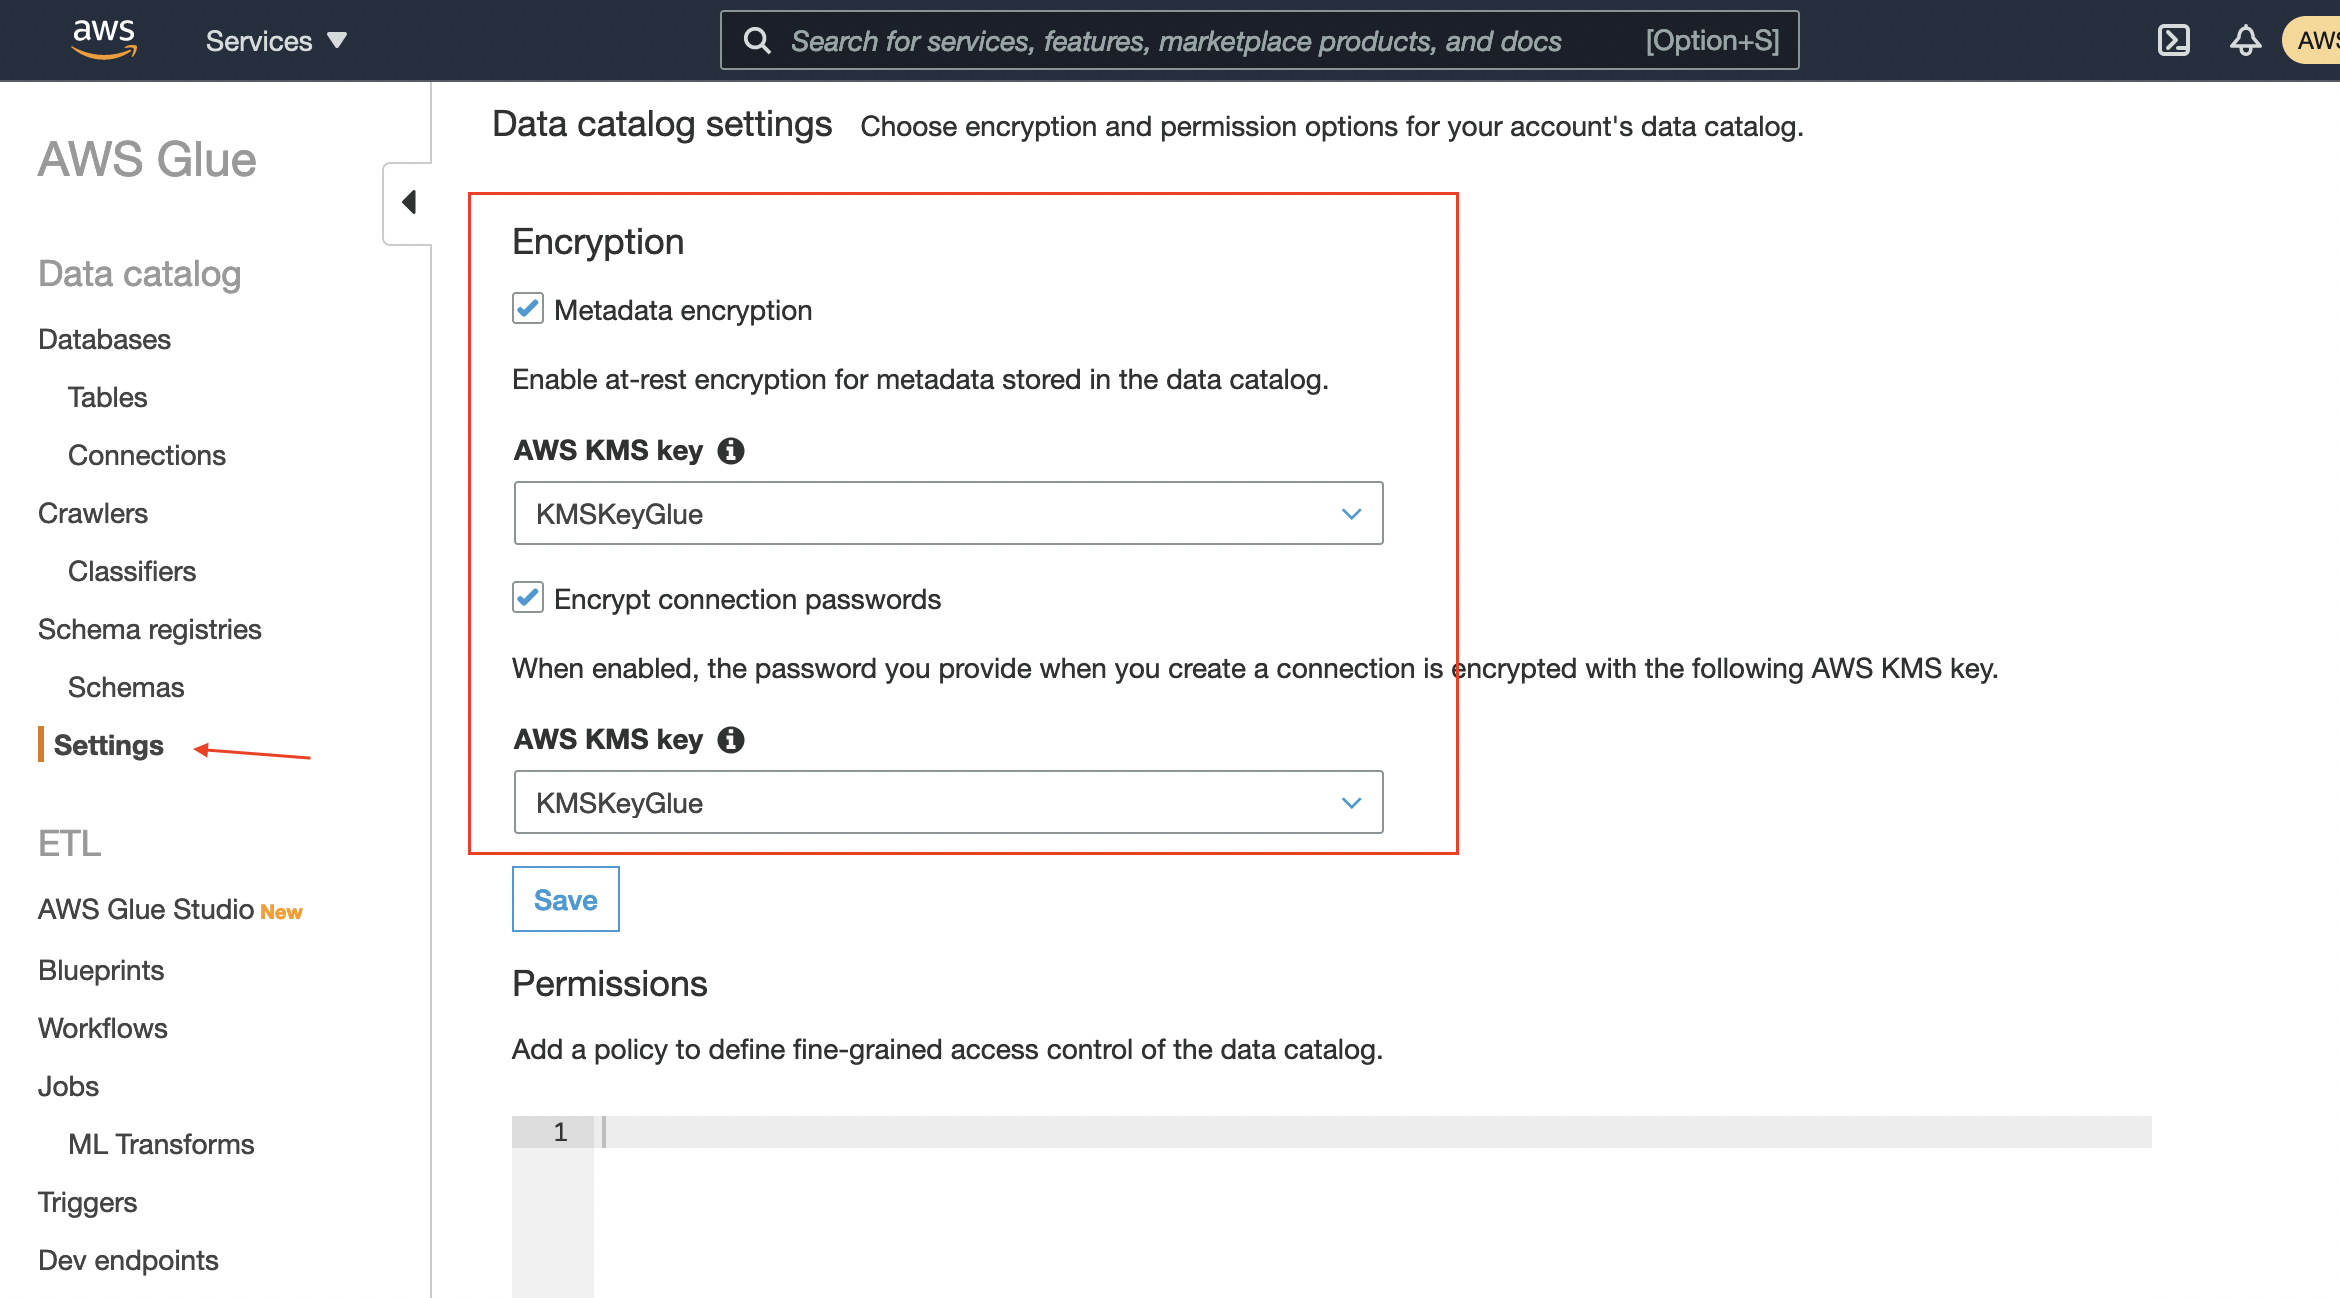 aws
Services
Search for services, features, marketplace products, and docs
[Option+S]
AWS
AWS Glue
Data catalog
Databases
Tables
Connections
Crawlers
Classifiers
Schema registries
Schemas
Settings
ETL
AWS Glue Studio New
Blueprints
Workflows
Jobs
ML Transforms
Triggers
Dev endpoints
Data catalog settings
Choose encryption and permission options for your account's data catalog.
Encryption
Metadata encryption
Enable at-rest encryption for metadata stored in the data catalog.
AWS KMS key
KMSKeyGlue
Encrypt connection passwords
When enabled, the password you provide when you create a connection is encrypted with the following AWS KMS key.
AWS KMS key
KMSKeyGlue
Save
Permissions
Add a policy to define fine-grained access control of the data catalog.
1